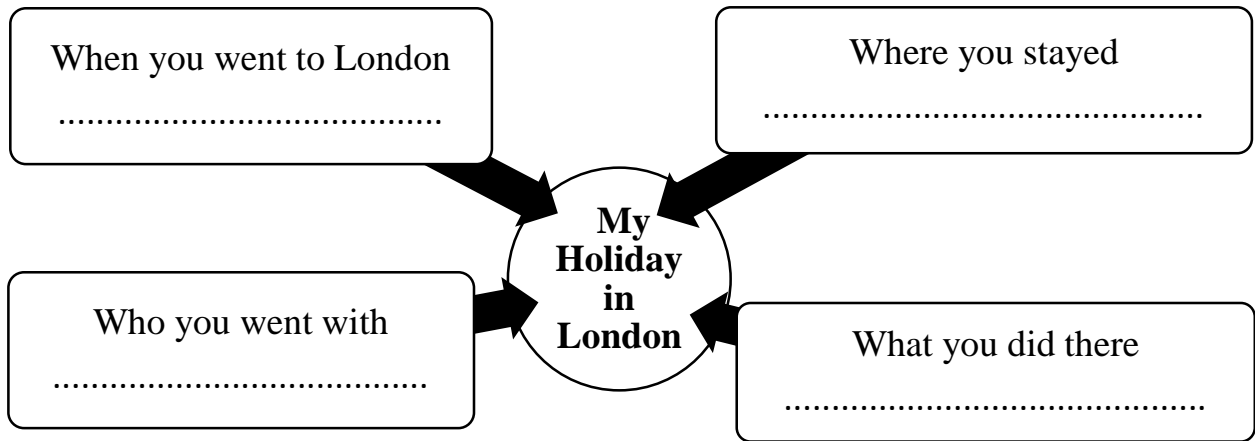 When you went to London
..........................................
Where you stayed
................................................
My
Holiday
in
London
Who you went with
.........................................
What you did there
..............................................